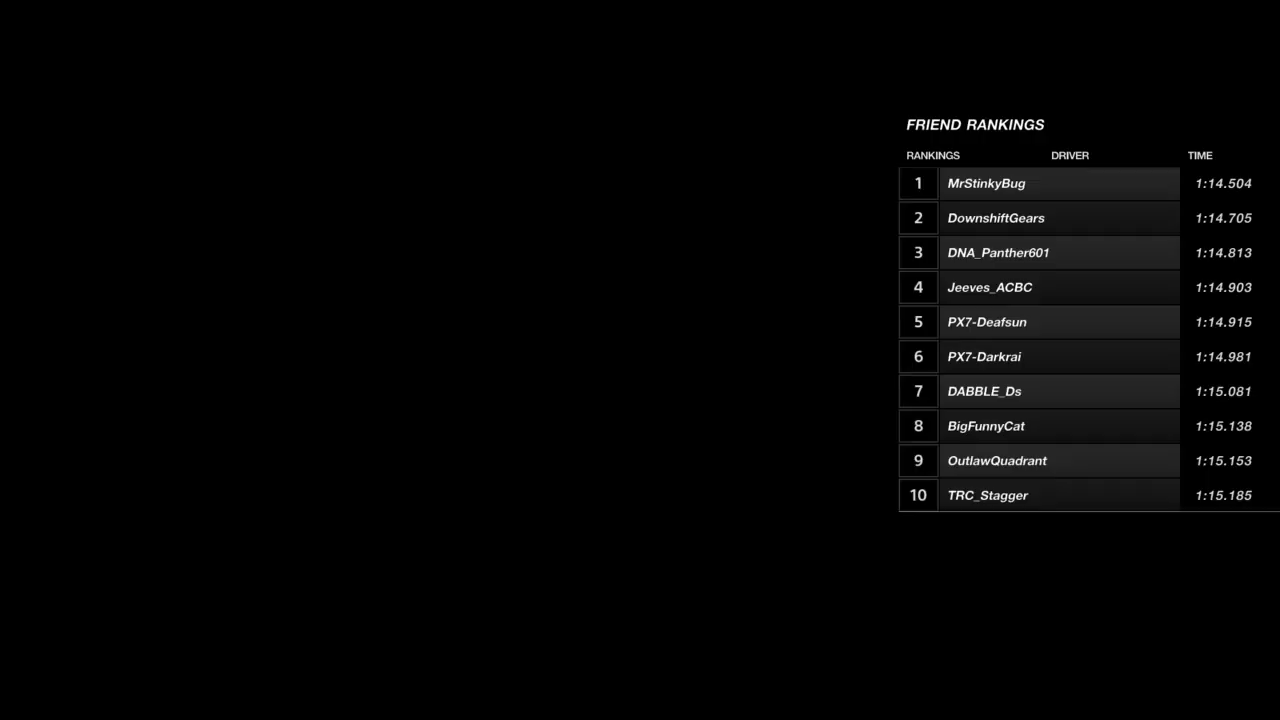 FRIEND RANKINGS
RANKINGS DRIVER TIME
1 MrStinkyBug 1:14.504
2 DownshiftGears 1:14.705
3 DNA_Panther601 1:14.813
4 Jeeves_ACBC 1:14.903
5 PX7-Deafsun 1:14.915
6 PX7-Darkrai 1:14.981
7 DABBLE_Ds 1:15.081
8 BigFunnyCat 1:15.138
9 OutlawQuadrant 1:15.153
10 TRC_Stagger 1:15.185